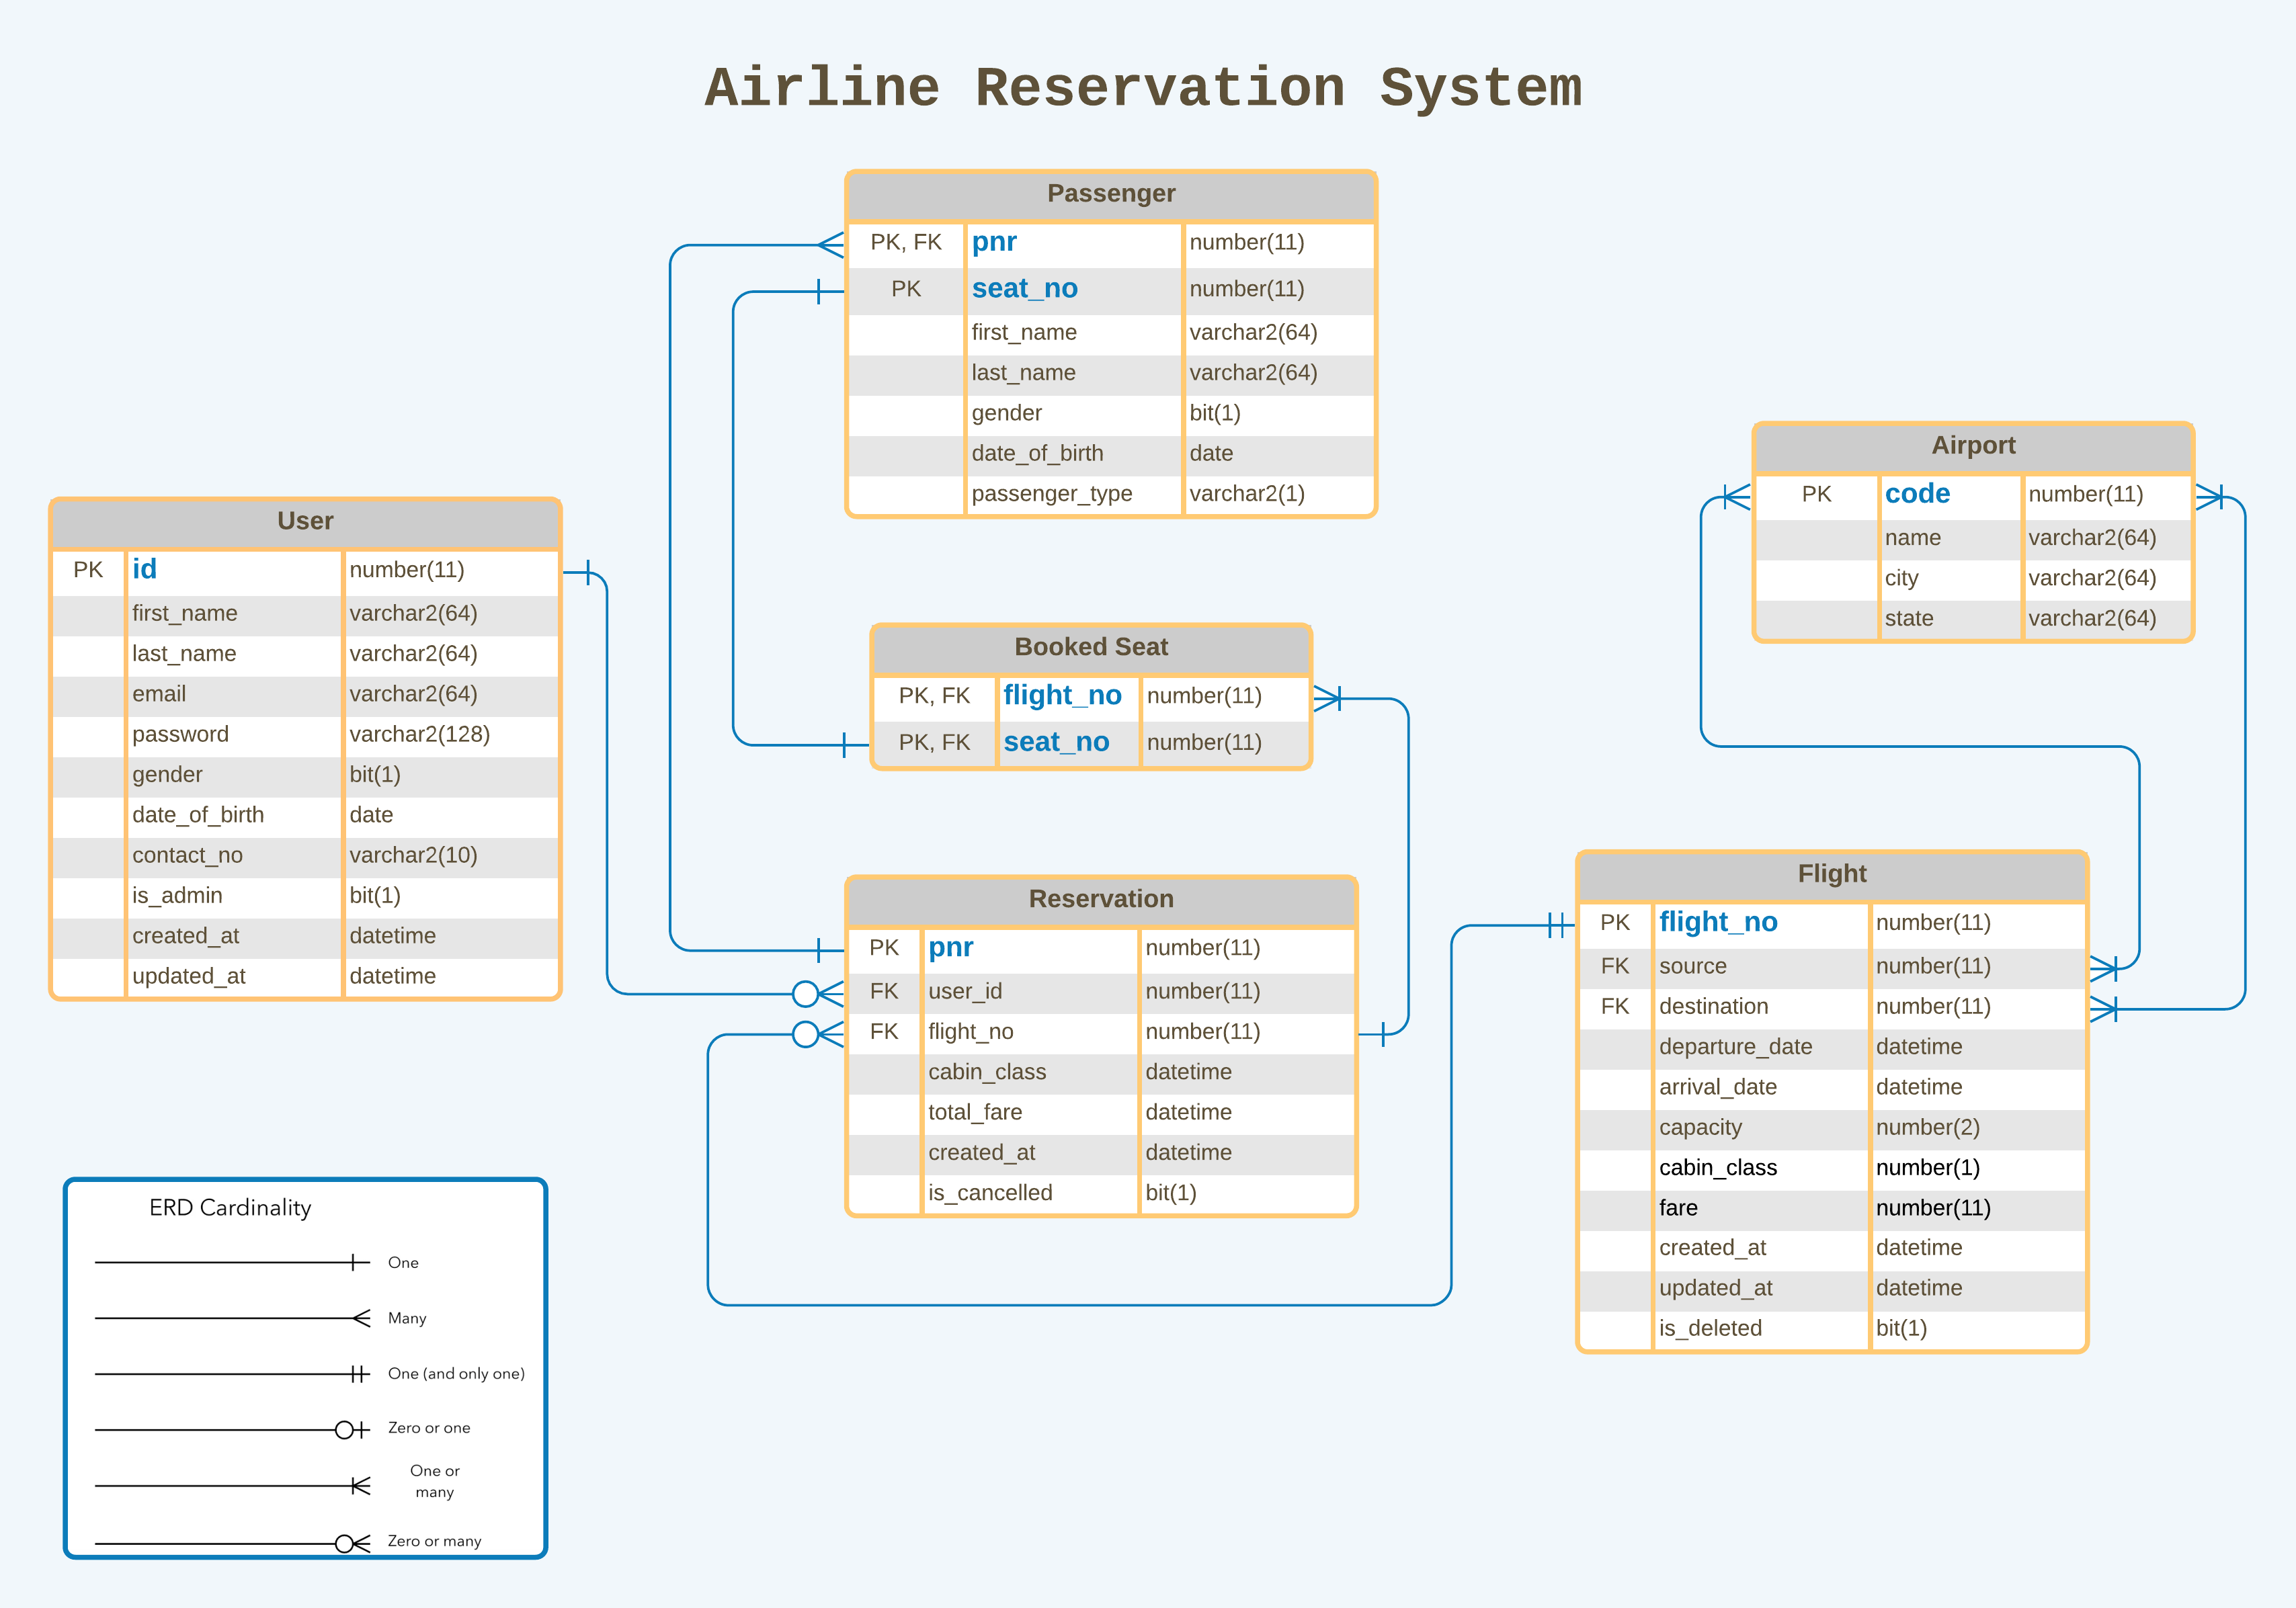 Airline Reservation System
Passenger
PK, FK pnr number(11)
PK seat_no number(11)
first_name varchar2(64)
last_name varchar2(64)
gender bit(1)
date_of_birth date
passenger_type varchar2(1)
Airport
PK code number(11)
name varchar2(64)
city varchar2(64)
state varchar2(64)
User
PK id number(11)
first_name varchar2(64)
last_name varchar2(64)
email varchar2(64)
password varchar2(128)
gender bit(1)
date_of_birth date
contact_no varchar2(10)
is_admin bit(1)
created_at datetime
updated_at datetime
Booked Seat
PK, FK flight_no number(11)
PK, FK seat_no number(11)
Reservation
PK pnr number(11)
FK user_id number(11)
FK flight_no number(11)
cabin_class datetime
total_fare datetime
created_at datetime
is_cancelled bit(1)
Flight
PK flight_no number(11)
FK source number(11)
FK destination number(11)
departure_date datetime
arrival_date datetime
capacity number(2)
cabin_class number(1)
fare number(11)
created_at datetime
updated_at datetime
is_deleted bit(1)
ERD Cardinality
One
Many
One (and only one)
Zero or one
One or
many
Zero or many